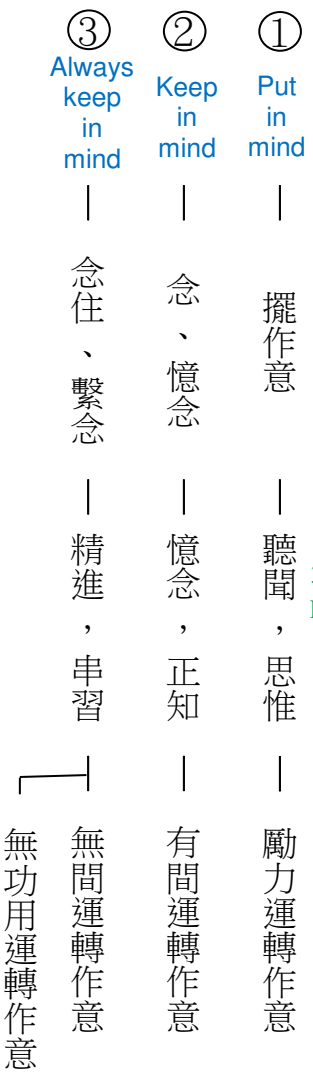 ①
Put
in
mind
擺作意
聽聞，思惟
勵力運轉作意
②
Keep
in
mind
念、憶念
憶念，正知
有間運轉作意
③
Always
keep
in
mind
念住、繫念
精進，串習
無間運轉作意
無功用運轉作意